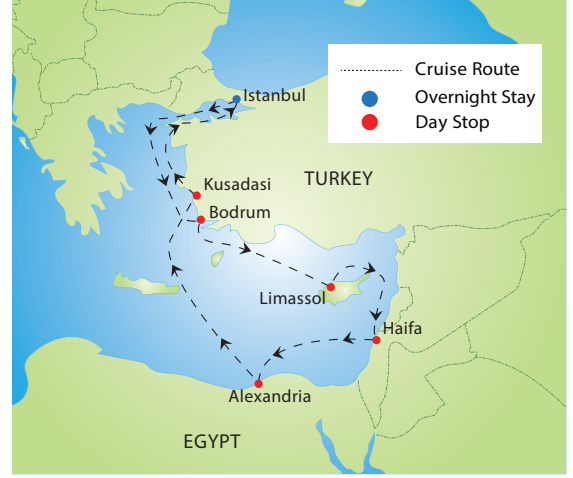 Cruise Route
Istanbul
Overnight Stay
Day Stop
Kusadasi
TURKEY
Bodrum
Limassol
Haifa
Alexandria
EGYPT